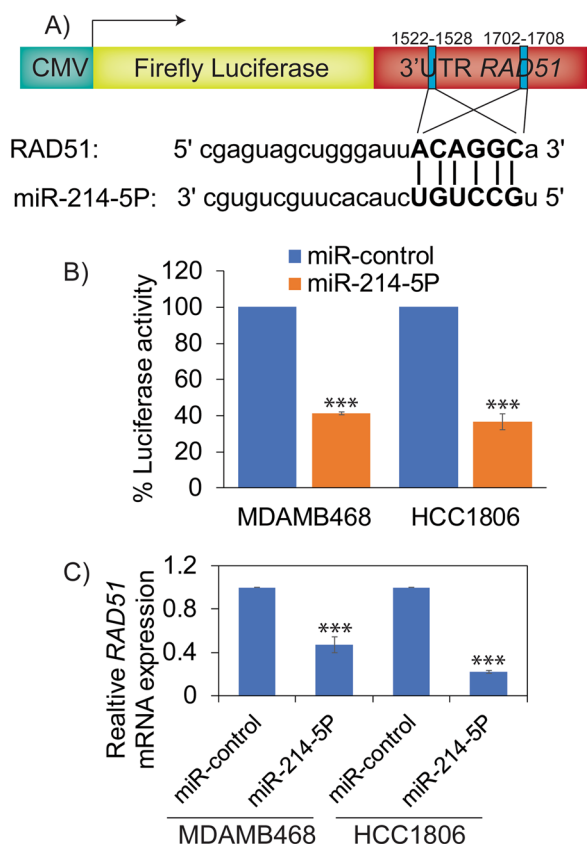 A)
1522-1528 1702-1708
CMV Firefly Luciferase 3'UTR RAD51
RAD51: 5' cgaguagcugggauuACAGGCa 3'
miR-214-5P: 3' cgugucguucacaucUGUCCGu 5'
B)
miR-control
miR-214-5P
% Luciferase activity
120
100
80
60
40
20
0
***
***
MDAMB468 HCC1806
C)
Realtive RAD51
mRNA expression
1.2
0.8
0.4
0
***
***
miR-control
miR-214-5P
miR-control
miR-214-5P
MDAMB468 HCC1806